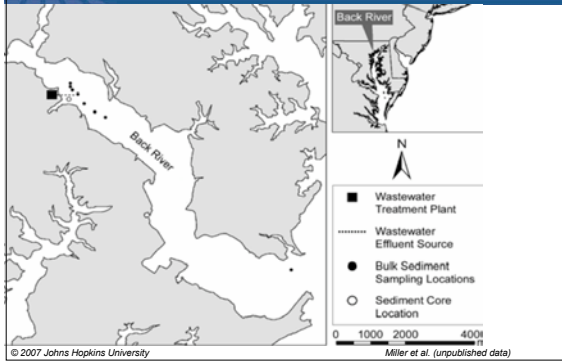 Back River
Back River
N
Wastewater
Treatment Plant
Wastewater
Effluent Source
Bulk Sediment
Sampling Locations
Sediment Core
Location
0 1000 2000 4000
m
© 2007 Johns Hopkins University
Miller et al. (unpublished data)